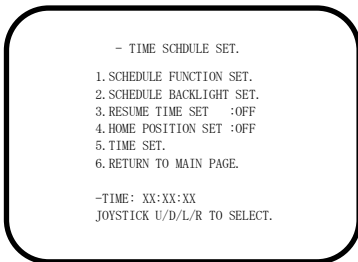 - TIME SCHDULE SET.
1. SCHEDULE FUNCTION SET.
2. SCHEDULE BACKLIGHT SET.
3. RESUME TIME SET :OFF
4. HOME POSITION SET :OFF
5. TIME SET.
6. RETURN TO MAIN PAGE.
-TIME: XX:XX:XX
JOYSTICK U/D/L/R TO SELECT.